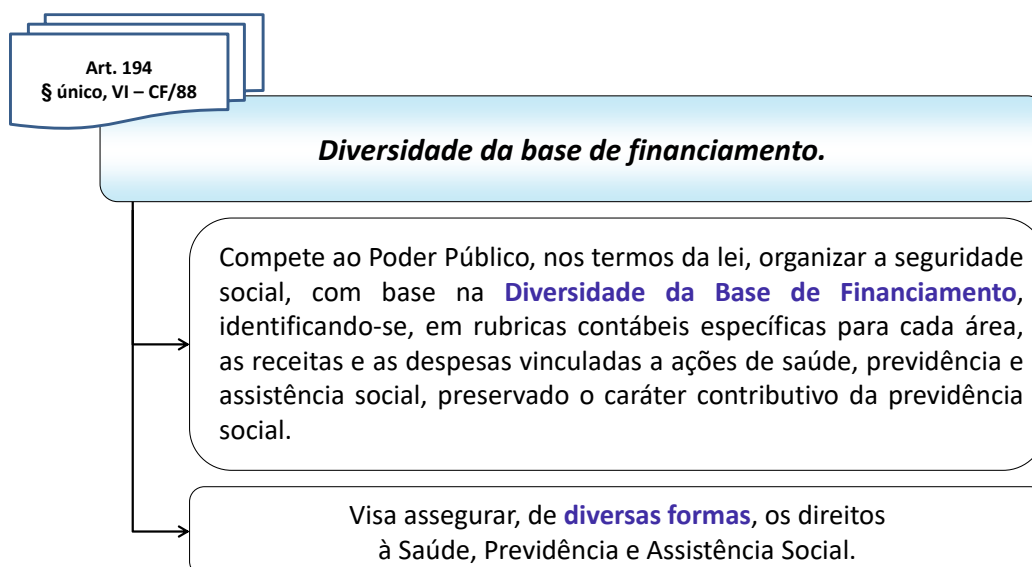 Art. 194
§ único, VI – CF/88
Diversidade da base de financiamento.
Compete ao Poder Público, nos termos da lei, organizar a seguridade
social, com base na Diversidade da Base de Financiamento,
identificando-se, em rubricas contábeis específicas para cada área,
as receitas e as despesas vinculadas a ações de saúde, previdência e
assistência social, preservado o caráter contributivo da previdência
social.
Visa assegurar, de diversas formas, os direitos
à Saúde, Previdência e Assistência Social.